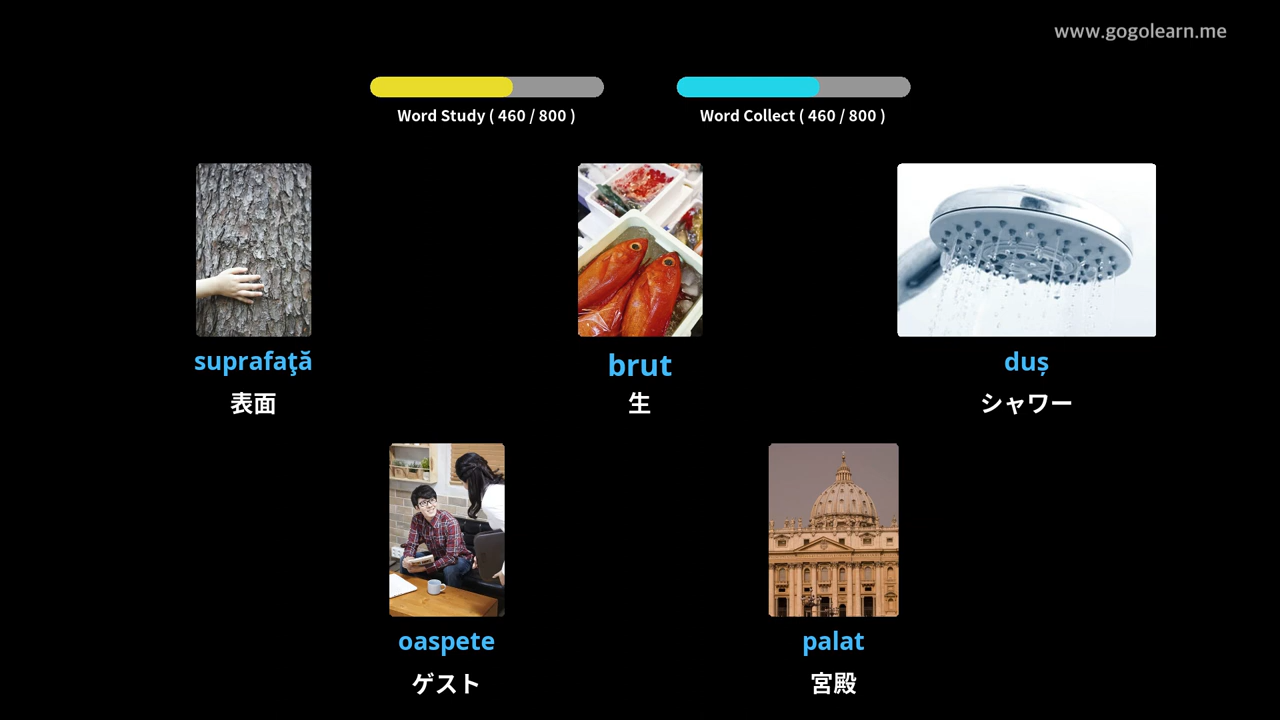 www.gogolearn.me
Word Study ( 460 / 800 )
Word Collect ( 460 / 800 )
suprafaţă
表面
brut
生
duș
シャワー
oaspete
ゲスト
palat
宮殿